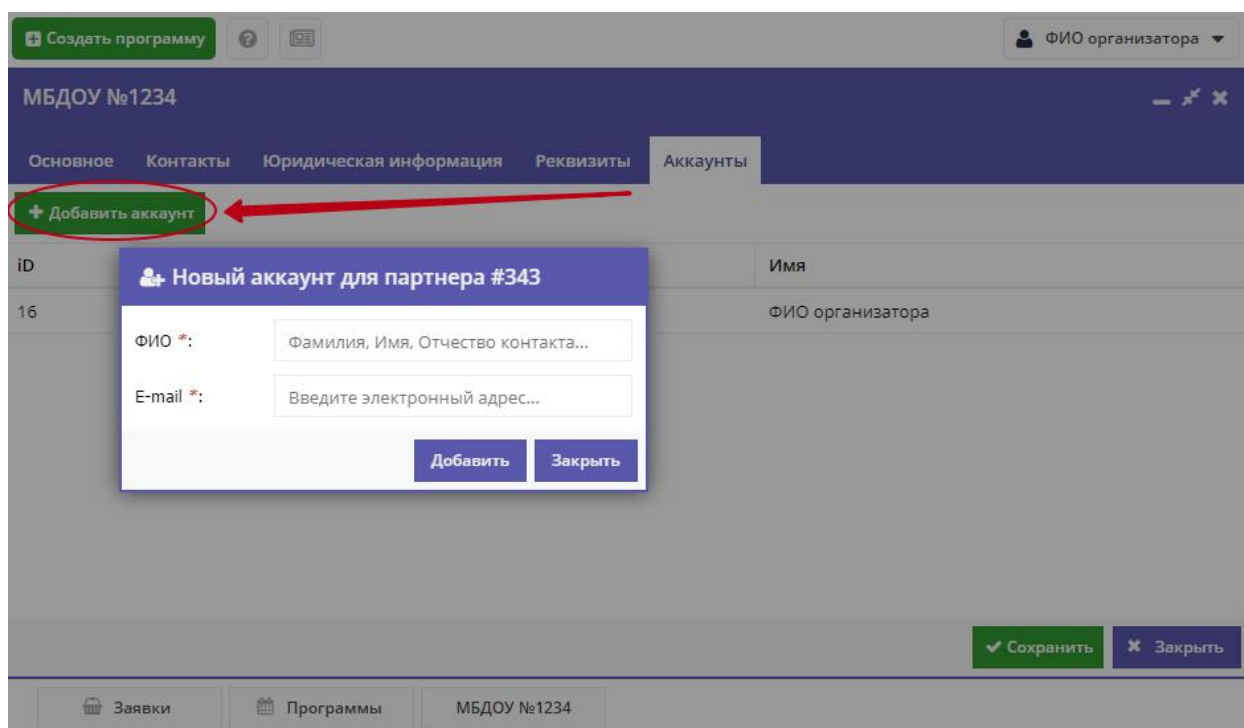 Создать программу
ФИО организатора
МБДОУ №1234
Основное Контакты Юридическая информация Реквизиты Аккаунты
+ Добавить аккаунт
iD Имя
16 ФИО организатора
Новый аккаунт для партнера #343
ФИО *: Фамилия, Имя, Отчество контакта...
E-mail *: Введите электронный адрес...
Добавить Закрыть
Сохранить Закрыть
Заявки Программы МБДОУ №1234